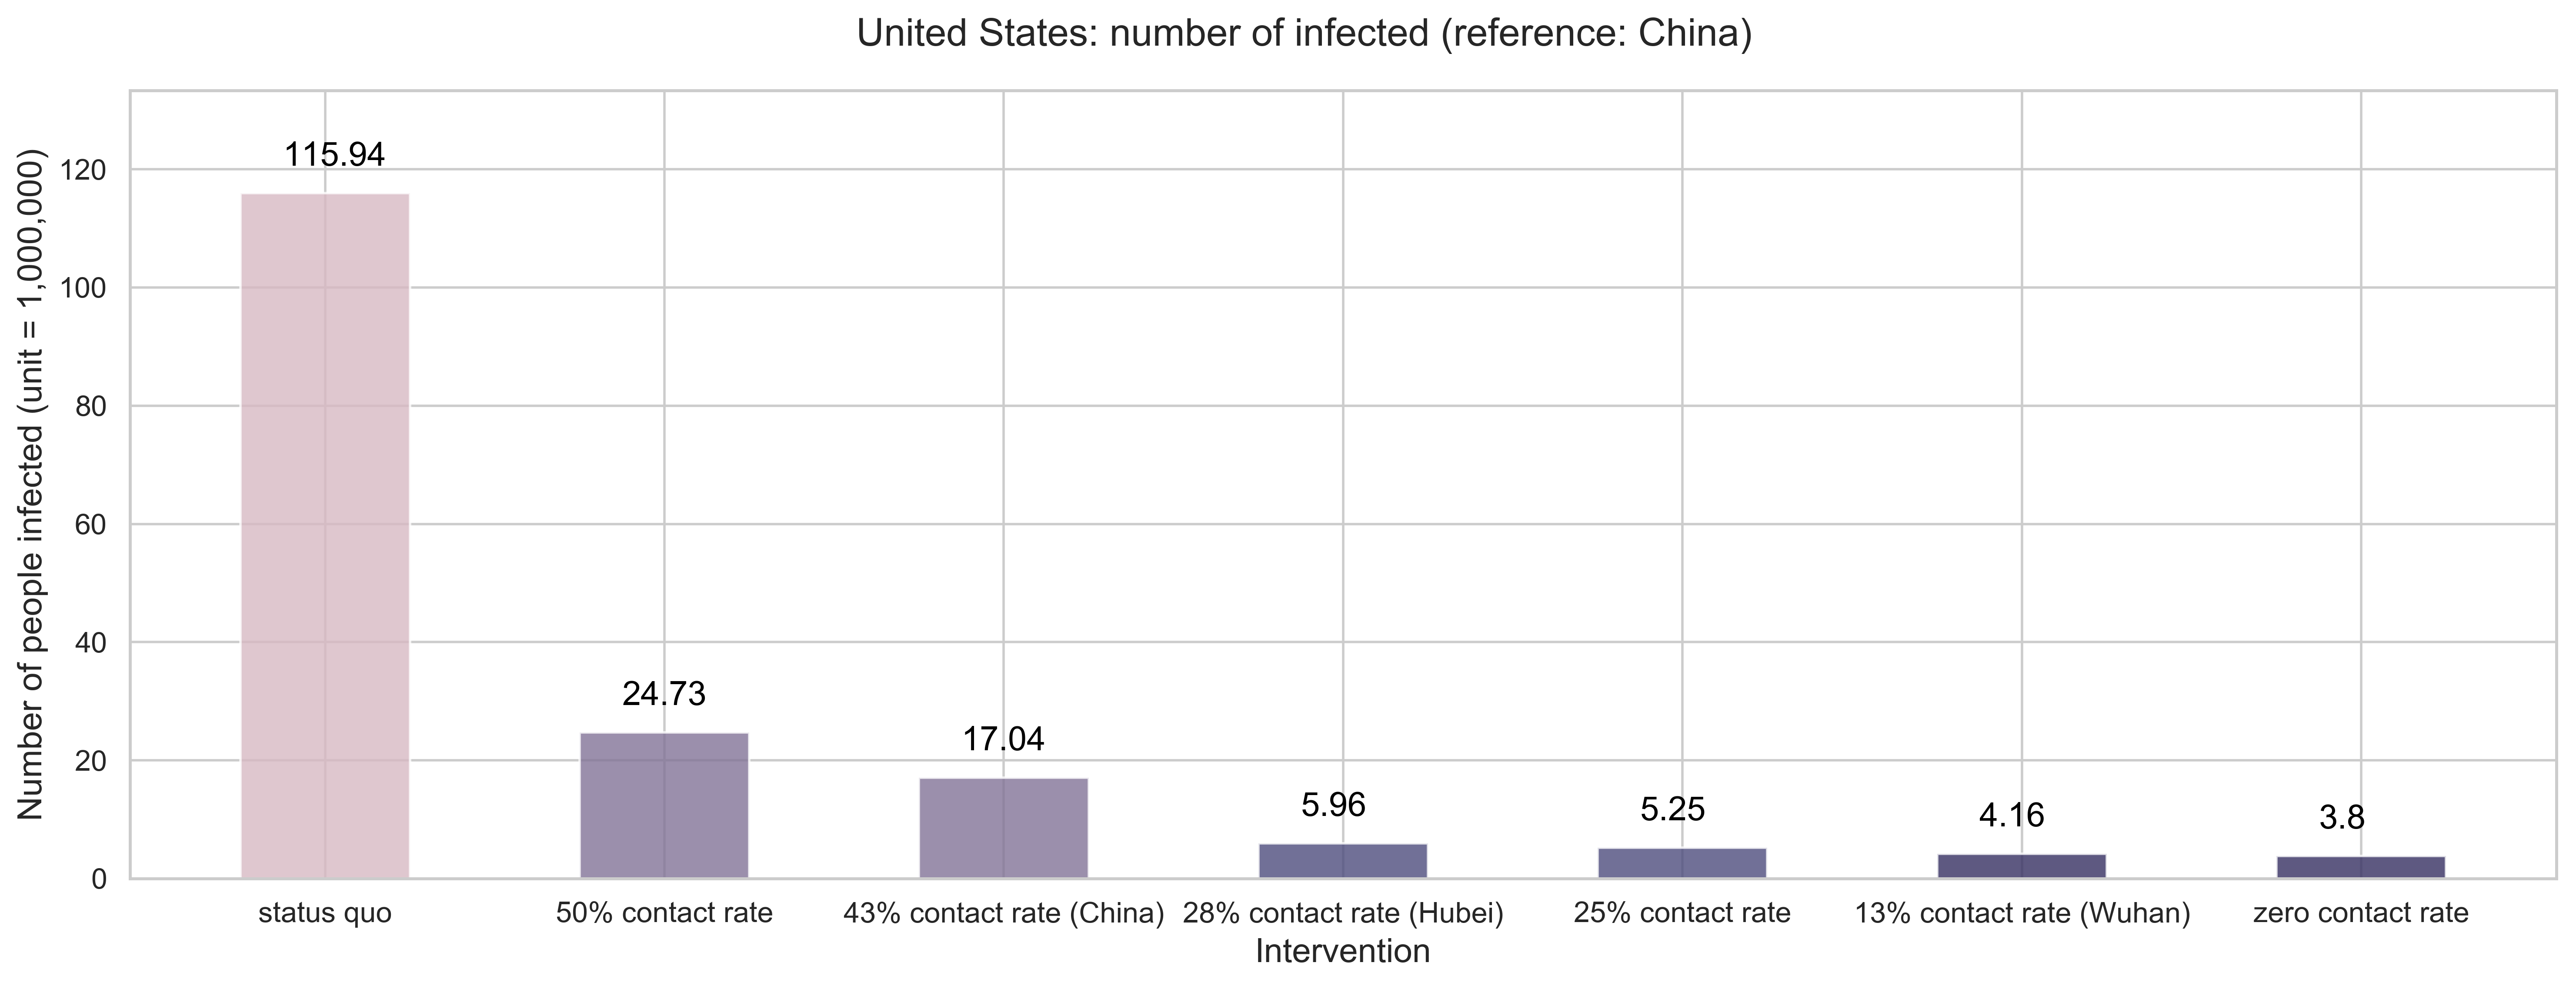 United States: number of infected (reference: China)
Number of people infected (unit = 1,000,000)
120
100
80
60
40
20
0
115.94
24.73
17.04
5.96
5.25
4.16
3.8
status quo
50% contact rate
43% contact rate (China)
28% contact rate (Hubei)
25% contact rate
13% contact rate (Wuhan)
zero contact rate
Intervention